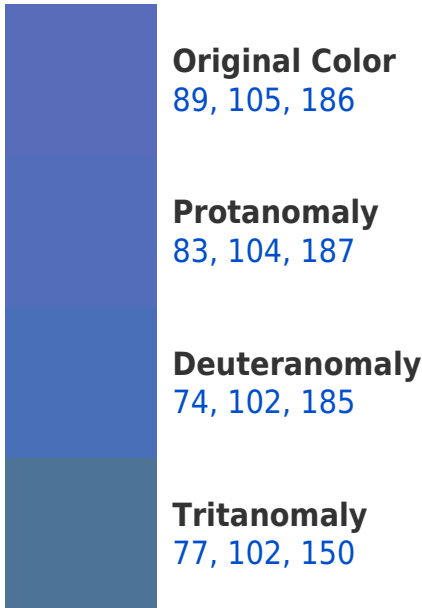 Original Color
89, 105, 186
Protanomaly
83, 104, 187
Deuteranomaly
74, 102, 185
Tritanomaly
77, 102, 150